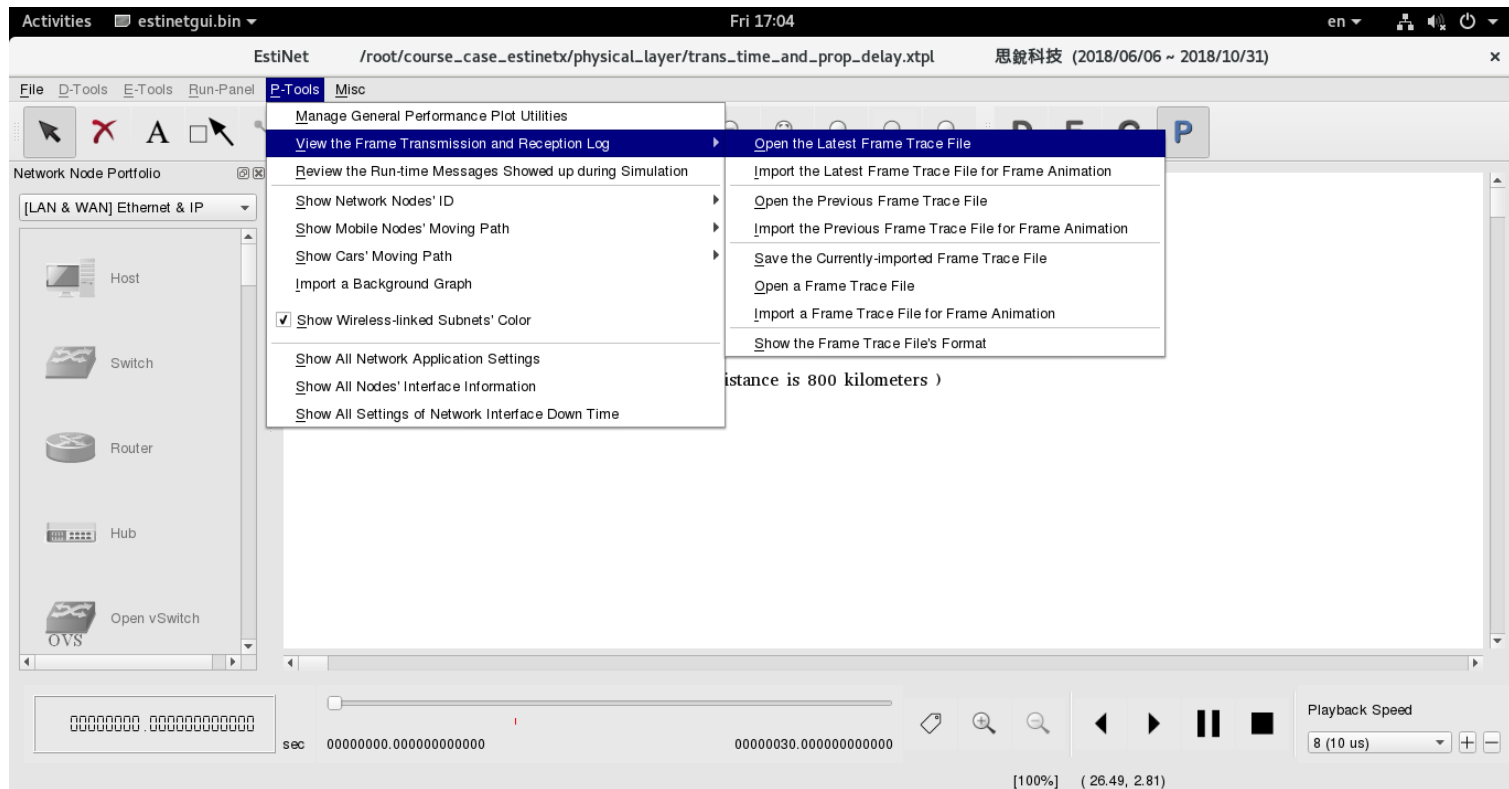 Activities estinetgui.bin Fri 17:04 en
EstiNet /root/course_case_estinetx/physical_layer/trans_time_and_prop_delay.xtpl 思銳科技 (2018/06/06 ~ 2018/10/31) ×
File D-Tools E-Tools Run-Panel P-Tools Misc
A P
Network Node Portfolio
[LAN & WAN] Ethernet & IP
Host
Switch
Router
Hub
OVS Open vSwitch
Manage General Performance Plot Utilities
View the Frame Transmission and Reception Log
Review the Run-time Messages Showed up during Simulation
Show Network Nodes' ID
Show Mobile Nodes' Moving Path
Show Cars' Moving Path
Import a Background Graph
Show Wireless-linked Subnets' Color
Show All Network Application Settings
Show All Nodes' Interface Information
Show All Settings of Network Interface Down Time
Open the Latest Frame Trace File
Import the Latest Frame Trace File for Frame Animation
Open the Previous Frame Trace File
Import the Previous Frame Trace File for Frame Animation
Save the Currently-imported Frame Trace File
Open a Frame Trace File
Import a Frame Trace File for Frame Animation
Show the Frame Trace File's Format
istance is 800 kilometers )
00000000.000000000000 sec
00000000.000000000000 00000030.000000000000
Playback Speed
8 (10 us)
[100%] ( 26.49, 2.81)